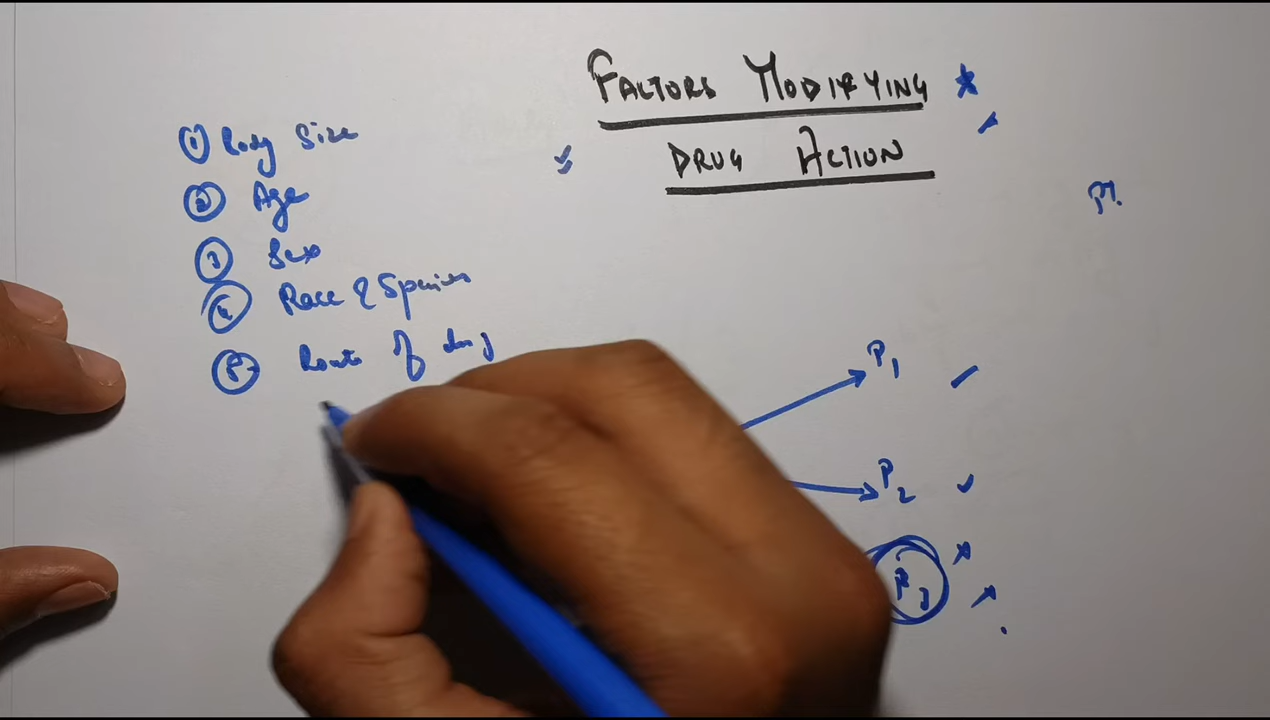 FACTORS MODIFYING
DRUG ACTION
① Body Size
② Age
③ Sex
④ Race & Species
⑤ Route of drug
P1
P2
P3